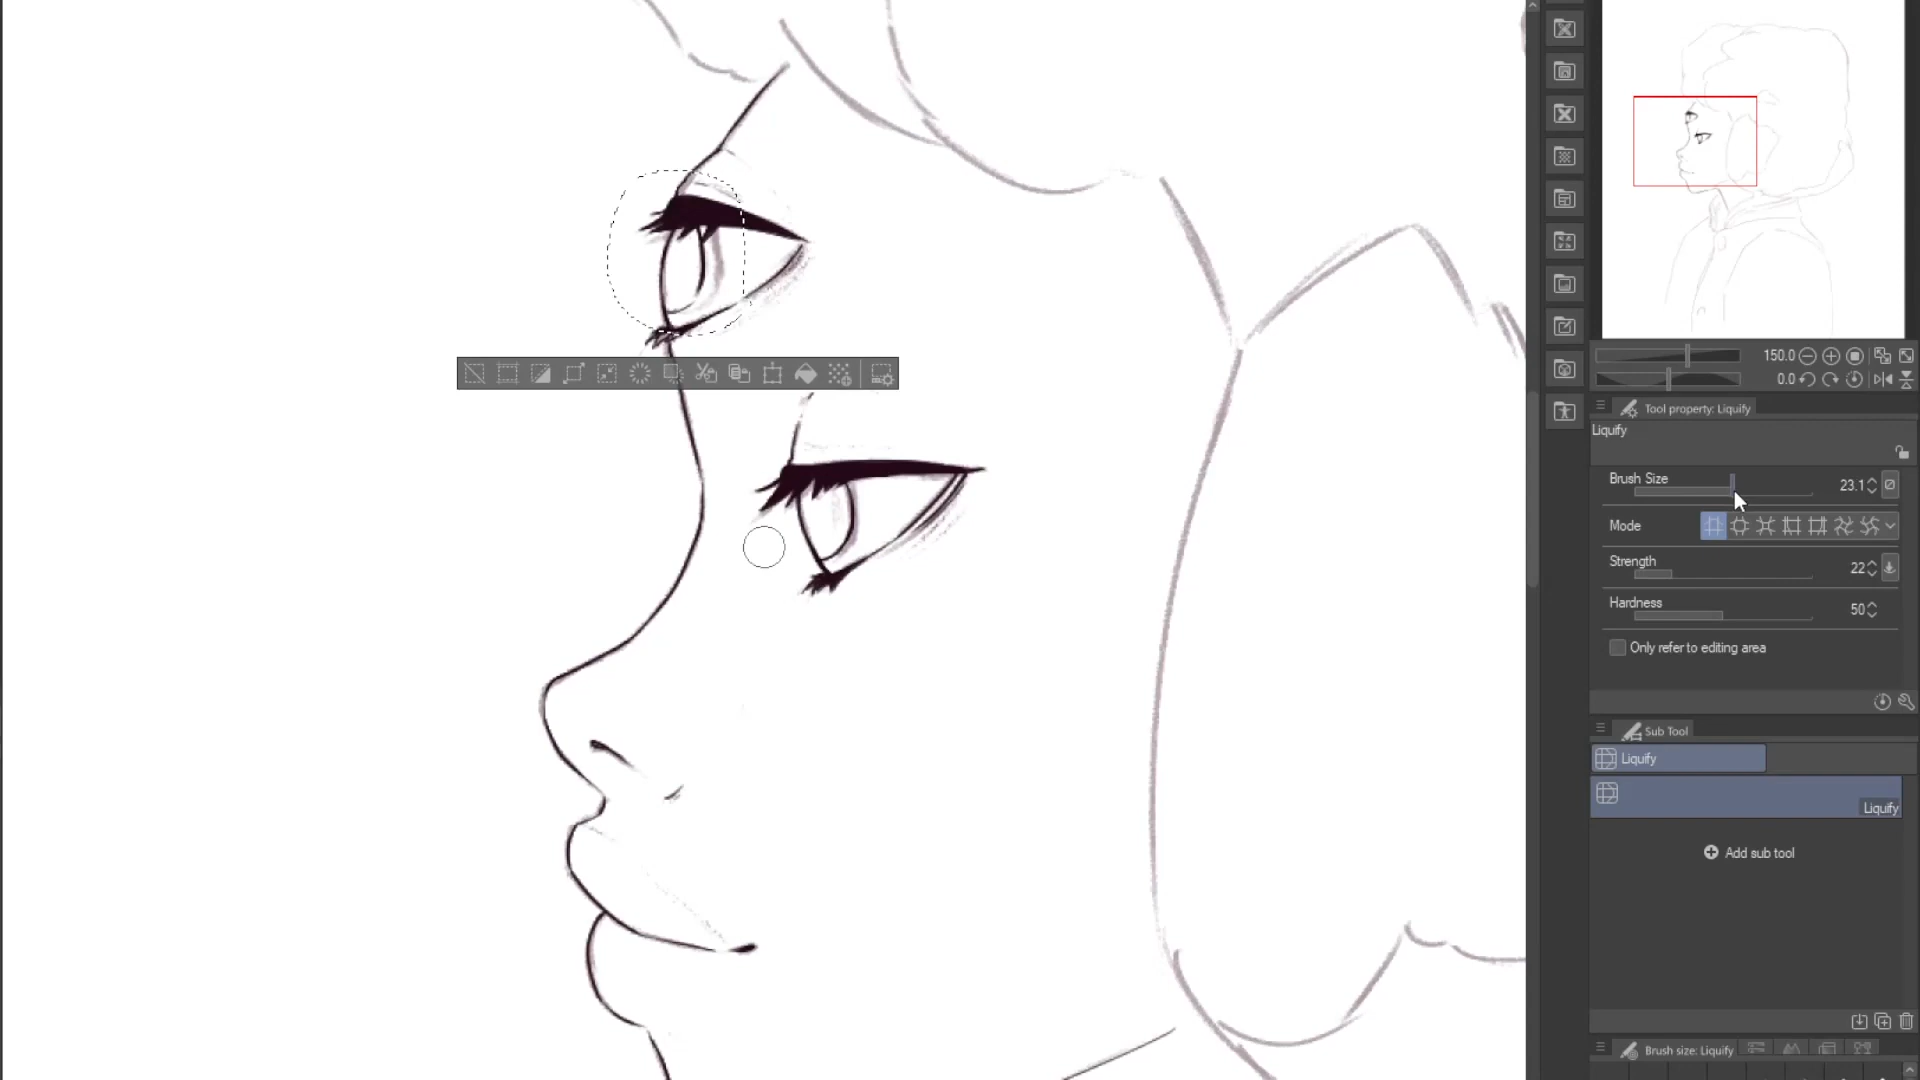 150.0
0.0
Tool property: Liquify
Liquify
Brush Size 23.1
Mode
Strength 22
Hardness 50
Only refer to editing area
Sub Tool
Liquify
Liquify
Add sub tool
Brush size: Liquify